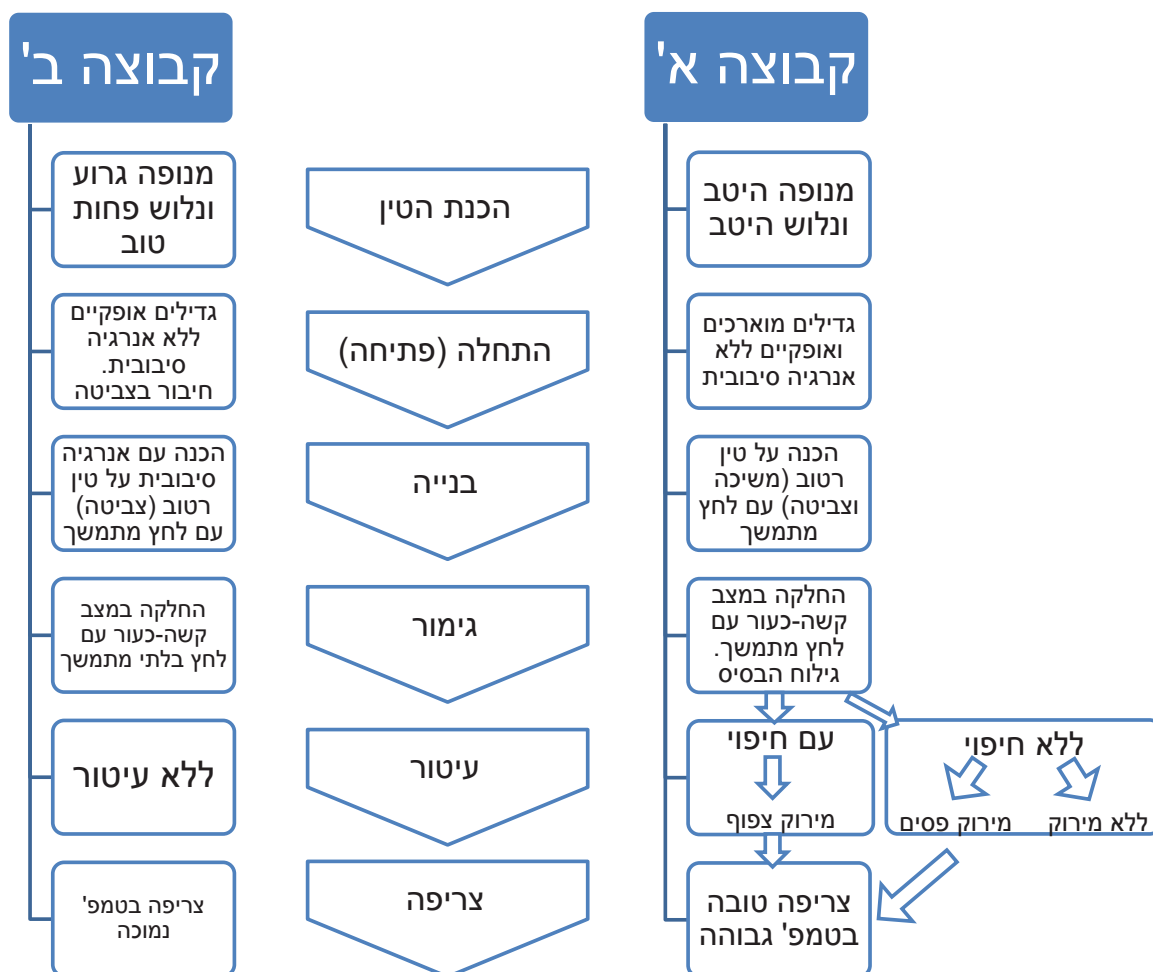 קבוצה א'
קבוצה ב'
מנופה היטב
ונלוש היטב
הכנת הטין
מנופה גרוע
ונלוש פחות
טוב
גדילים מוארכים
ואופקיים ללא
אנרגיה סיבובית
התחלה (פתיחה)
גדילים אופקיים
ללא אנרגיה
סיבובית.
חיבור בצביטה
הכנה על טין
רטוב (משיכה
וצביטה) עם לחץ
מתמשך
בנייה
הכנה עם אנרגיה
סיבובית על טין
רטוב (צביטה)
עם לחץ מתמשך
החלקה במצב
קשה-כעור עם
לחץ מתמשך.
גילוח הבסיס
גימור
החלקה במצב
קשה-כעור עם
לחץ בלתי מתמשך
ללא חיפוי
ללא מירוק
מירוק פסים
עם חיפוי
מירוק צפוף
עיטור
ללא עיטור
צריפה טובה
בטמפ' גבוהה
צריפה
צריפה בטמפ'
נמוכה